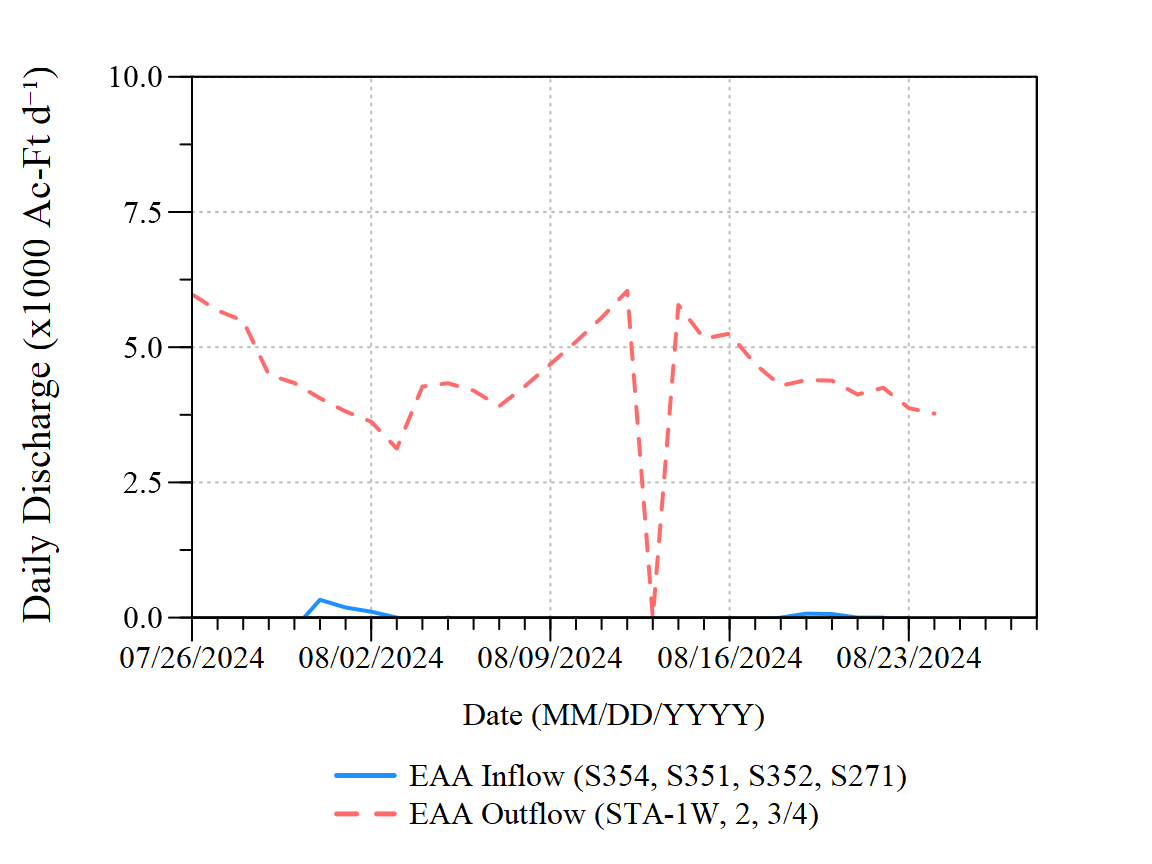 Daily Discharge (x1000 Ac-Ft d⁻¹)
10.0
7.5
5.0
2.5
0.0
07/26/2024 08/02/2024 08/09/2024 08/16/2024 08/23/2024
Date (MM/DD/YYYY)
EAA Inflow (S354, S351, S352, S271)
EAA Outflow (STA-1W, 2, 3/4)